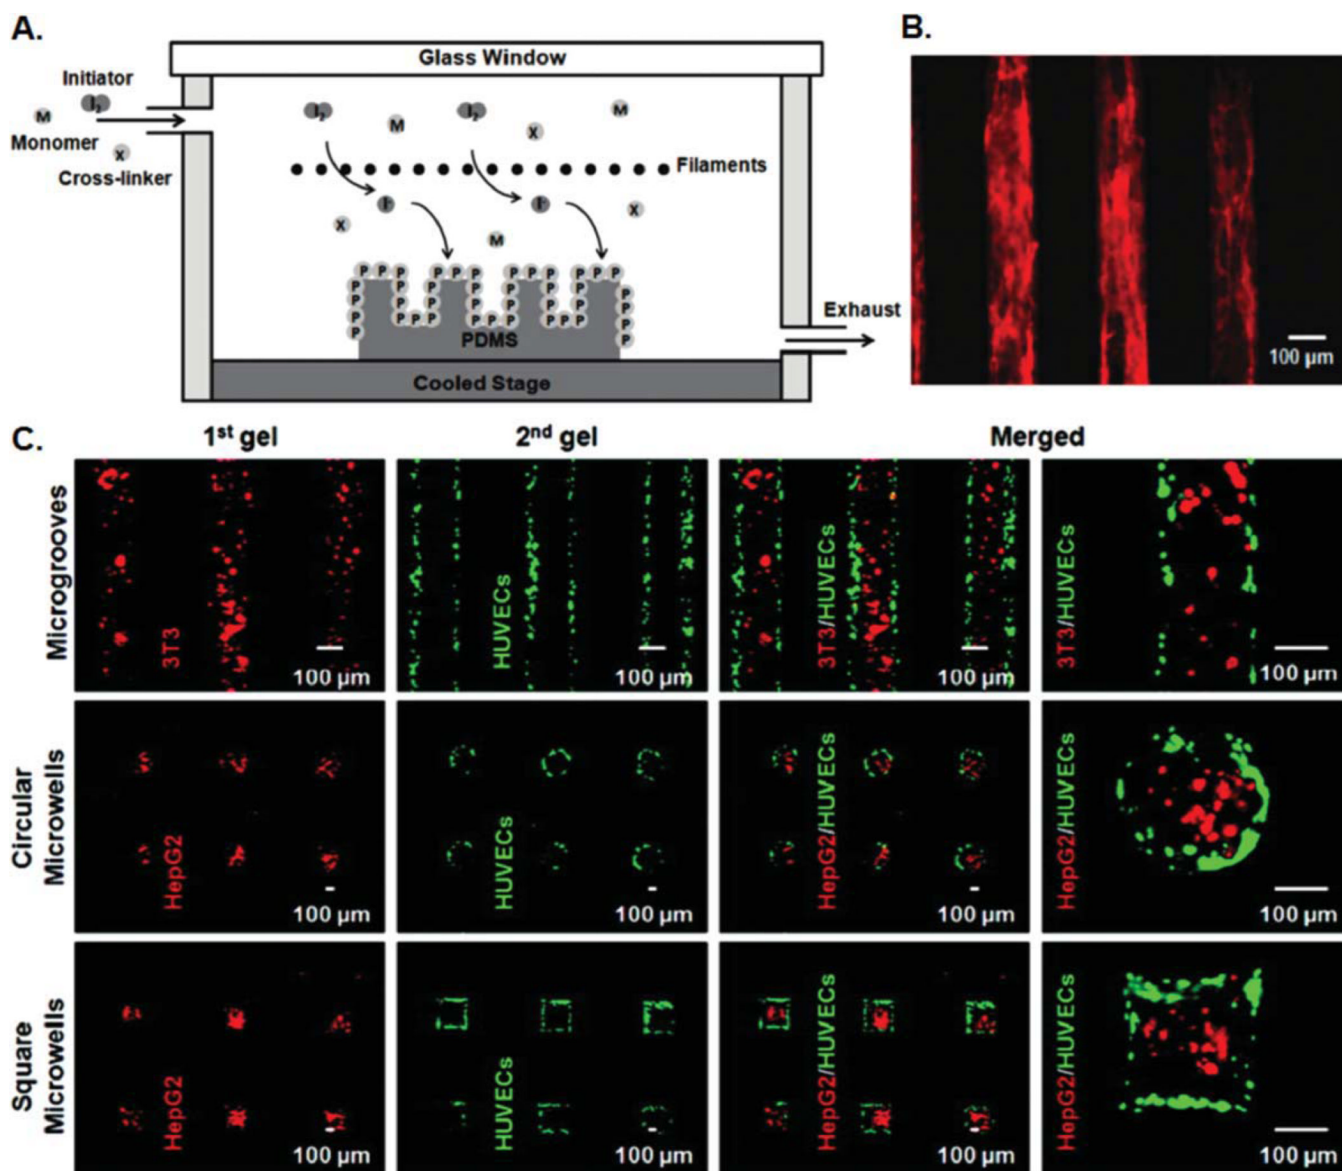 A.
B.
Glass Window
Initiator
I₂
M
Monomer
X
Cross-linker
I₂
M
I₂
X
M
Filaments
I·
I·
X
X
M
P P P P P P P P P P P
P P P P P P P P
P P P P P P P P
P P P P P P P P
P P P P P P P P P P P P P P P
P P
PDMS
Exhaust
Cooled Stage
100 µm
C.
1st gel
2nd gel
Merged
Microgrooves
3T3
100 µm
HUVECs
100 µm
3T3/HUVECs
100 µm
3T3/HUVECs
100 µm
Circular
Microwells
HepG2
100 µm
HUVECs
100 µm
HepG2/HUVECs
100 µm
HepG2/HUVECs
100 µm
Square
Microwells
HepG2
100 µm
HUVECs
100 µm
HepG2/HUVECs
100 µm
HepG2/HUVECs
100 µm